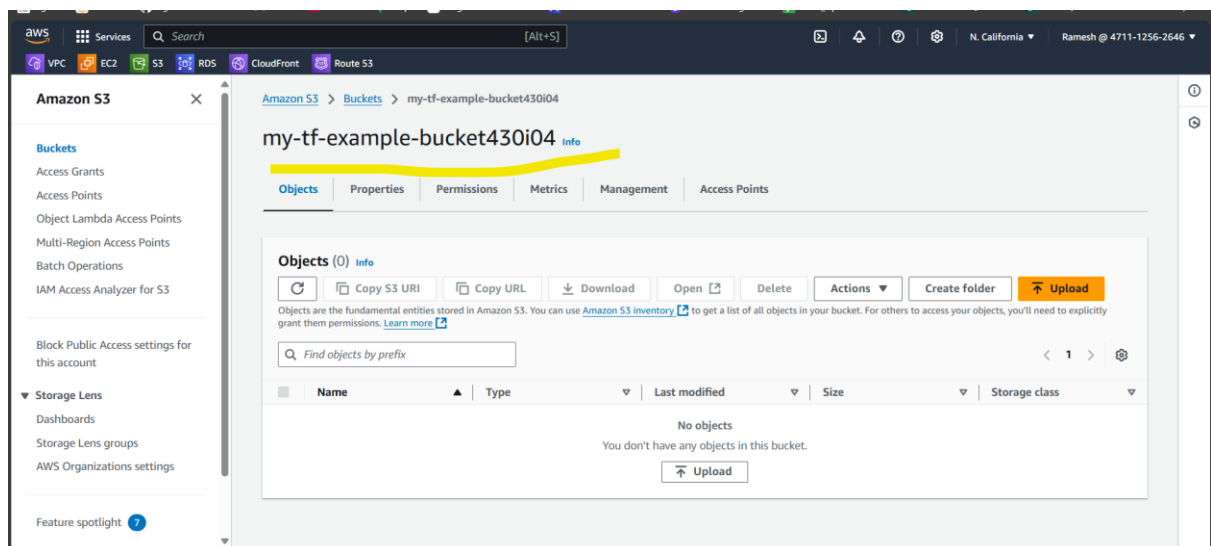 aws Services Search [Alt+S] N. California ▼ Ramesh @ 4711-1256-2646 ▼
VPC EC2 S3 RDS CloudFront Route 53
Amazon S3
Buckets
Access Grants
Access Points
Object Lambda Access Points
Multi-Region Access Points
Batch Operations
IAM Access Analyzer for S3
Block Public Access settings for
this account
▼ Storage Lens
Dashboards
Storage Lens groups
AWS Organizations settings
Feature spotlight 7
Amazon S3 > Buckets > my-tf-example-bucket430i04
my-tf-example-bucket430i04 Info
Objects Properties Permissions Metrics Management Access Points
Objects (0) Info
Copy S3 URI Copy URL Download Open Delete Actions ▼ Create folder Upload
Objects are the fundamental entities stored in Amazon S3. You can use Amazon S3 inventory to get a list of all objects in your bucket. For others to access your objects, you'll need to explicitly
grant them permissions. Learn more
Find objects by prefix < 1 >
Name Type Last modified Size Storage class
No objects
You don't have any objects in this bucket.
Upload